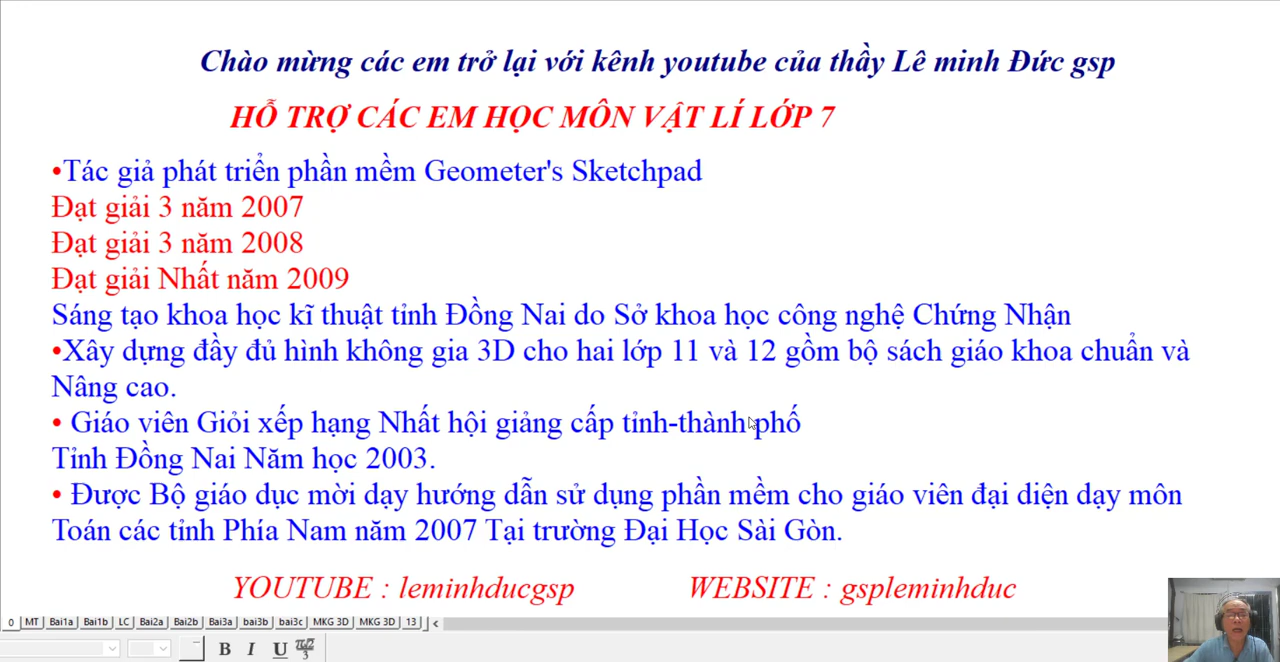 Chào mừng các em trở lại với kênh youtube của thầy Lê minh Đức gsp
HỖ TRỢ CÁC EM HỌC MÔN VẬT LÍ LỚP 7
•Tác giả phát triển phần mềm Geometer's Sketchpad
Đạt giải 3 năm 2007
Đạt giải 3 năm 2008
Đạt giải Nhất năm 2009
Sáng tạo khoa học kĩ thuật tỉnh Đồng Nai do Sở khoa học công nghệ Chứng Nhận
•Xây dựng đầy đủ hình không gia 3D cho hai lớp 11 và 12 gồm bộ sách giáo khoa chuẩn và
Nâng cao.
• Giáo viên Giỏi xếp hạng Nhất hội giảng cấp tỉnh-thành phố
Tỉnh Đồng Nai Năm học 2003.
• Được Bộ giáo dục mời dạy hướng dẫn sử dụng phần mềm cho giáo viên đại diện dạy môn
Toán các tỉnh Phía Nam năm 2007 Tại trường Đại Học Sài Gòn.
YOUTUBE : leminhducgsp WEBSITE : gspleminhduc
0 MT Bai1a Bai1b LC Bai2a Bai2b Bai3a bai3b bai3c MKG 3D MKG 3D 13
B I U